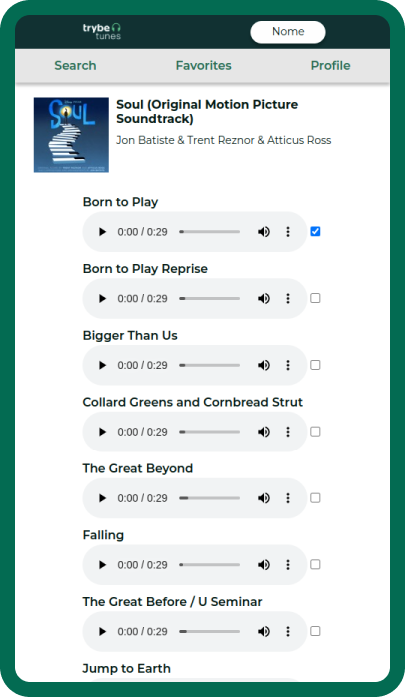 trybe
tunes
Nome
Search Favorites Profile
SOUL
Soul (Original Motion Picture
Soundtrack)
Jon Batiste & Trent Reznor & Atticus Ross
Born to Play
0:00 / 0:29
Born to Play Reprise
0:00 / 0:29
Bigger Than Us
0:00 / 0:29
Collard Greens and Cornbread Strut
0:00 / 0:29
The Great Beyond
0:00 / 0:29
Falling
0:00 / 0:29
The Great Before / U Seminar
0:00 / 0:29
Jump to Earth